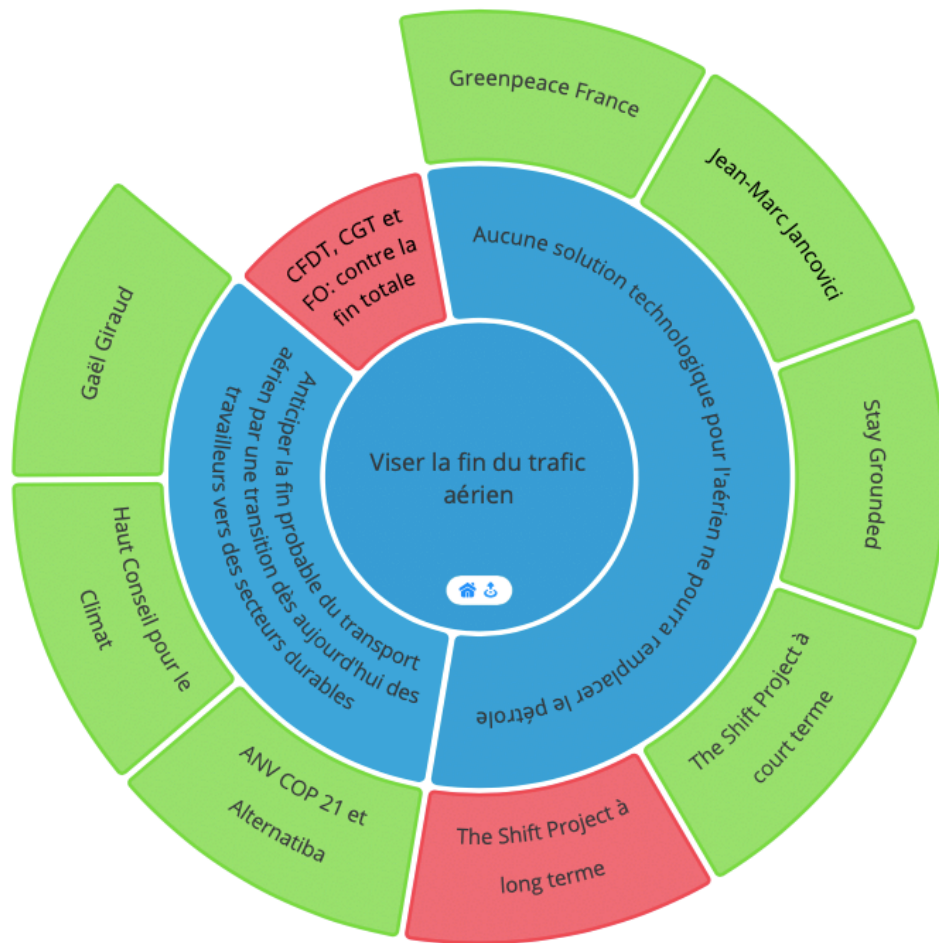 Greenpeace France
Jean-Marc Jancovici
Stay Grounded
The Shift Project à
court terme
The Shift Project à
long terme
ANV COP 21 et
Alternatiba
Haut Conseil pour le
Climat
Gaël Giraud
CFDT, CGT et
FO: contre la
fin totale
Aucune solution technologique pour l'aérien ne pourra remplacer le pétrole
Anticiper la fin probable du transport
aérien par une transition dès aujourd'hui des
travailleurs vers des secteurs durables
Viser la fin du trafic
aérien